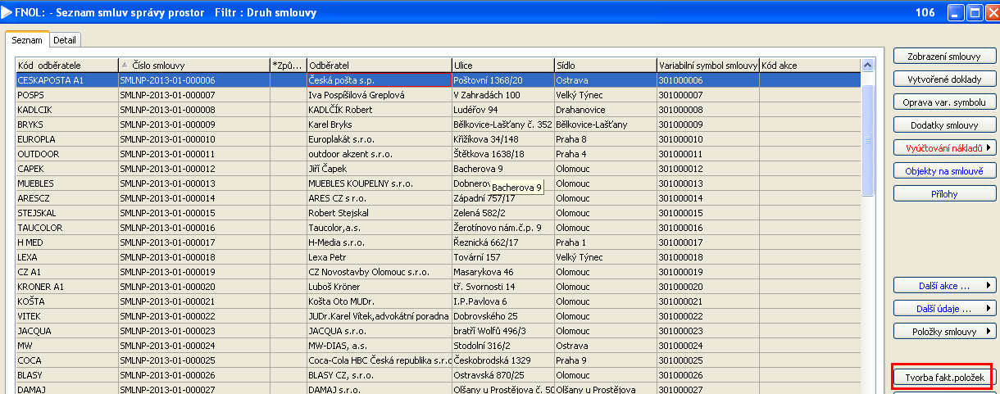 FNOL: - Seznam smluv správy prostor   Filtr : Druh smlouvy   106
Seznam   Detail
Kód odběratele   Číslo smlouvy   *Způ...   Odběratel   Ulice   Sídlo   Variabilní symbol smlouvy   Kód akce
CESKAPOSTA A1   SMLNP-2013-01-000006   Česká pošta s.p.   Poštovní 1368/20   Ostrava   301000006
POSPS   SMLNP-2013-01-000007   Iva Pospíšilová Greplová   V Zahradách 100   Velký Týnec   301000007
KADLCIK   SMLNP-2013-01-000008   KADLČÍK Robert   Luděřov 94   Drahanovice   301000008
BRYKS   SMLNP-2013-01-000009   Karel Bryks   Bělkovice-Lašťany č. 352   Bělkovice-Lašťany   301000009
EUROPLA   SMLNP-2013-01-000010   Europlakát s.r.o.   Křižíkova 34/148   Praha 8   301000010
OUTDOOR   SMLNP-2013-01-000011   outdoor akzent s.r.o.   Štětkova 1638/18   Praha 4   301000011
CAPEK   SMLNP-2013-01-000012   Jiří Čapek   Bacherova 9   Olomouc   301000012
MUEBLES   SMLNP-2013-01-000013   MUEBLES KOUPELNY s.r.o.   Dobnerov   Olomouc   301000013
Bacherova 9
ARESCZ   SMLNP-2013-01-000014   ARES CZ s r.o.   Západní 757/17   Olomouc   301000014
STEJSKAL   SMLNP-2013-01-000015   Robert Stejskal   Zelená 582/2   Olomouc   301000015
TAUCOLOR   SMLNP-2013-01-000016   Taucolor,a.s.   Žerotínovo nám.č.p. 9   Olomouc   301000016
H MED   SMLNP-2013-01-000017   H-Media s.r.o.   Řeznická 662/17   Praha 1   301000017
LEXA   SMLNP-2013-01-000018   Lexa Petr   Tovární 157   Velký Týnec   301000018
CZ A1   SMLNP-2013-01-000019   CZ Novostavby Olomouc s.r.o.   Masarykova 46   Olomouc   301000019
KRONER A1   SMLNP-2013-01-000020   Luboš Kröner   tř. Svornosti 14   Olomouc   301000020
KOŠTA   SMLNP-2013-01-000021   Košta Oto MUDr.   I.P.Pavlova 6   Olomouc   301000021
VITEK   SMLNP-2013-01-000022   JUDr.Karel Vítek,advokátní poradna   Dobrovského 25   Olomouc   301000022
JACQUA   SMLNP-2013-01-000023   JACQUA s.r.o.   bratří Wolfů 496/3   Olomouc   301000023
MW   SMLNP-2013-01-000024   MW-DIAS, a.s.   Stodolní 316/2   Ostrava   301000024
COCA   SMLNP-2013-01-000025   Coca-Cola HBC Česká republika s.r.o   Českobrodská 1329   Praha 9   301000025
BLASY   SMLNP-2013-01-000026   BLASY CZ, s.r.o.   Ostravská 870/25   Olomouc   301000026
DAMAJ   SMLNP-2013-01-000027   DAMAJ s.r.o.   Olšany u Prostějova č. 50   Olšany u Prostějova   301000027
Zobrazení smlouvy
Vytvořené doklady
Oprava var. symbolu
Dodatky smlouvy
Vyúčtování nákladů
Objekty na smlouvě
Přílohy
Další akce ...
Další údaje ...
Položky smlouvy
Tvorba fakt.položek